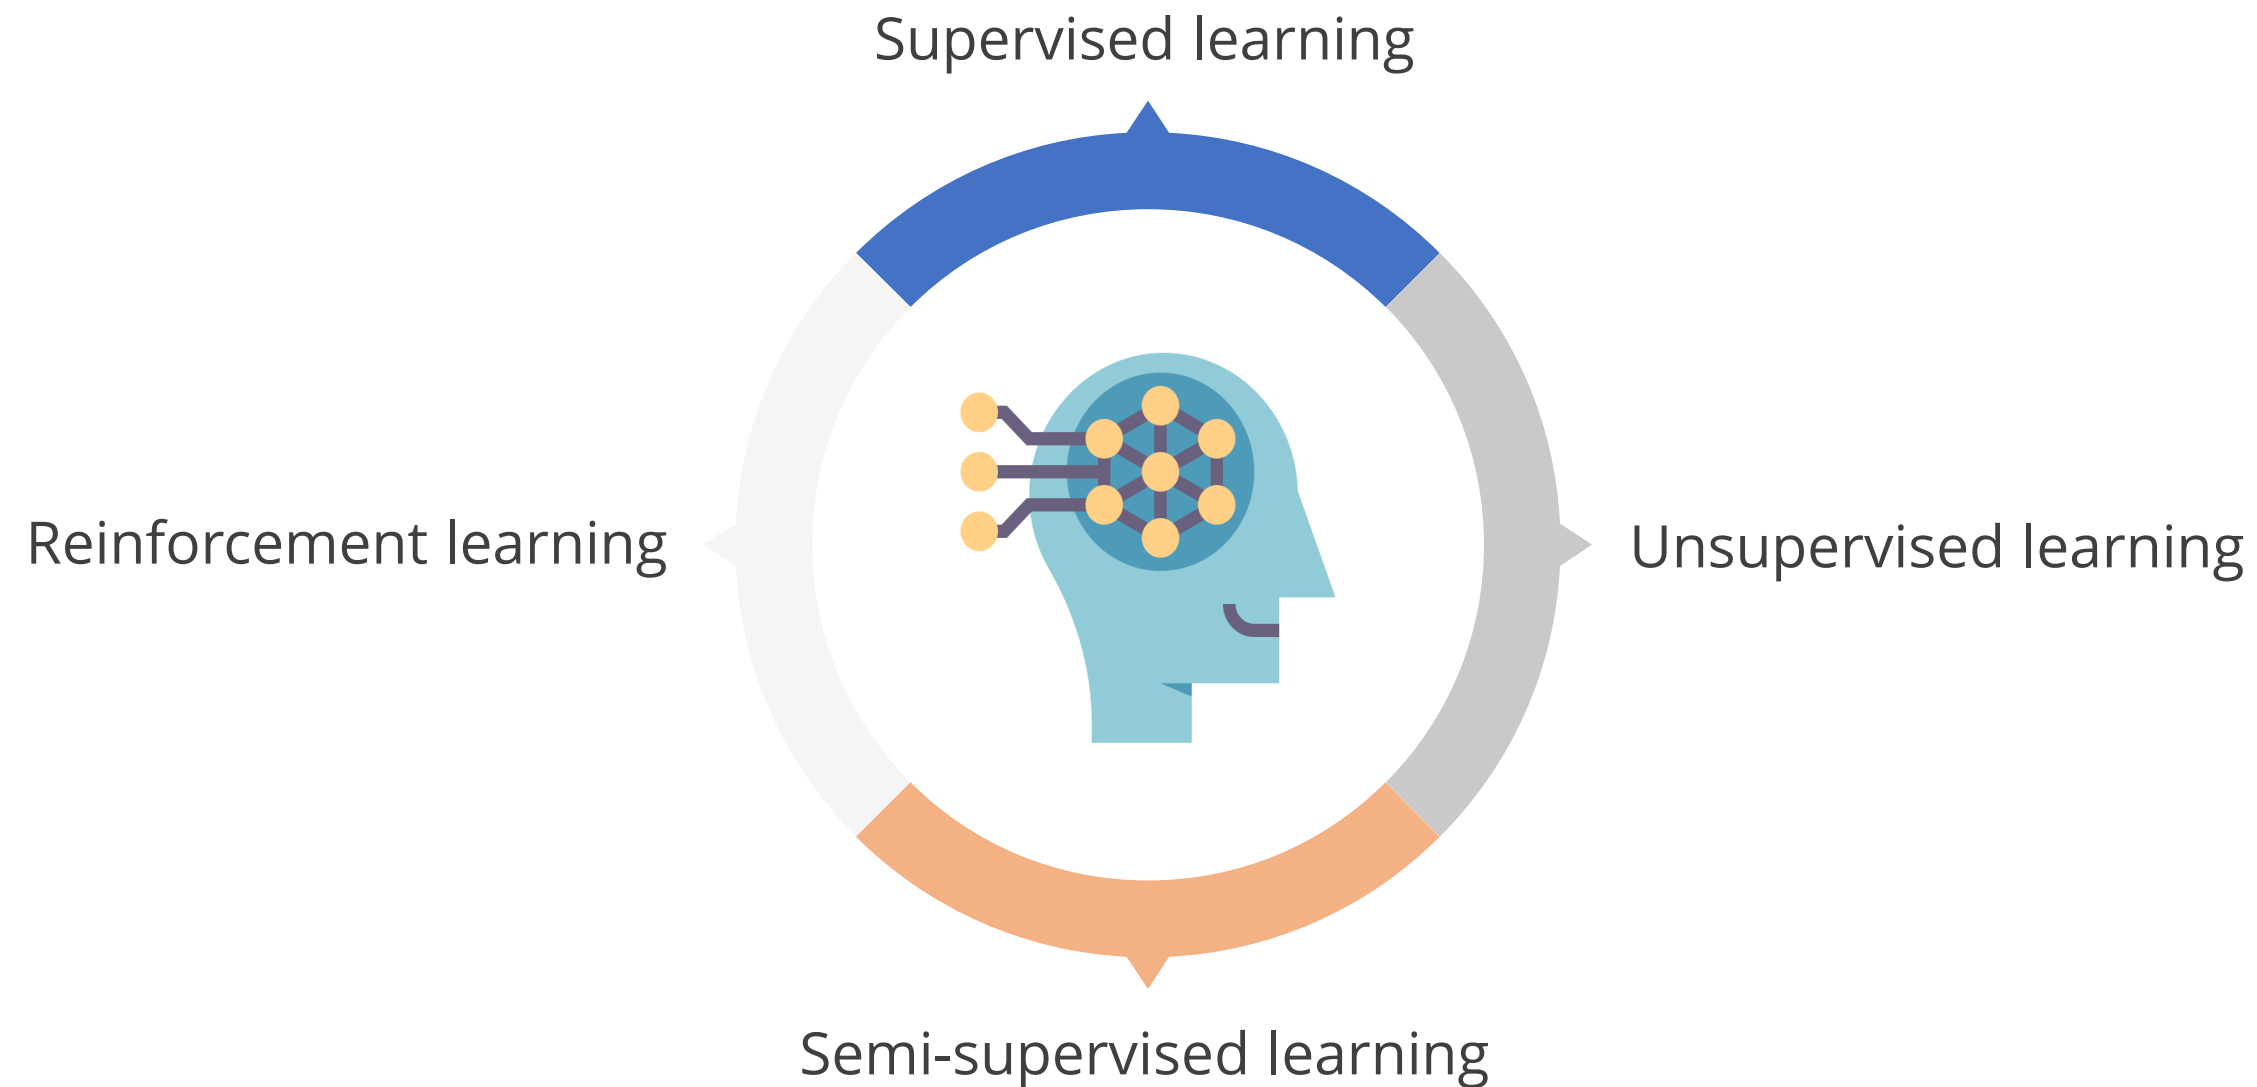 Supervised learning
Reinforcement learning
Unsupervised learning
Semi-supervised learning